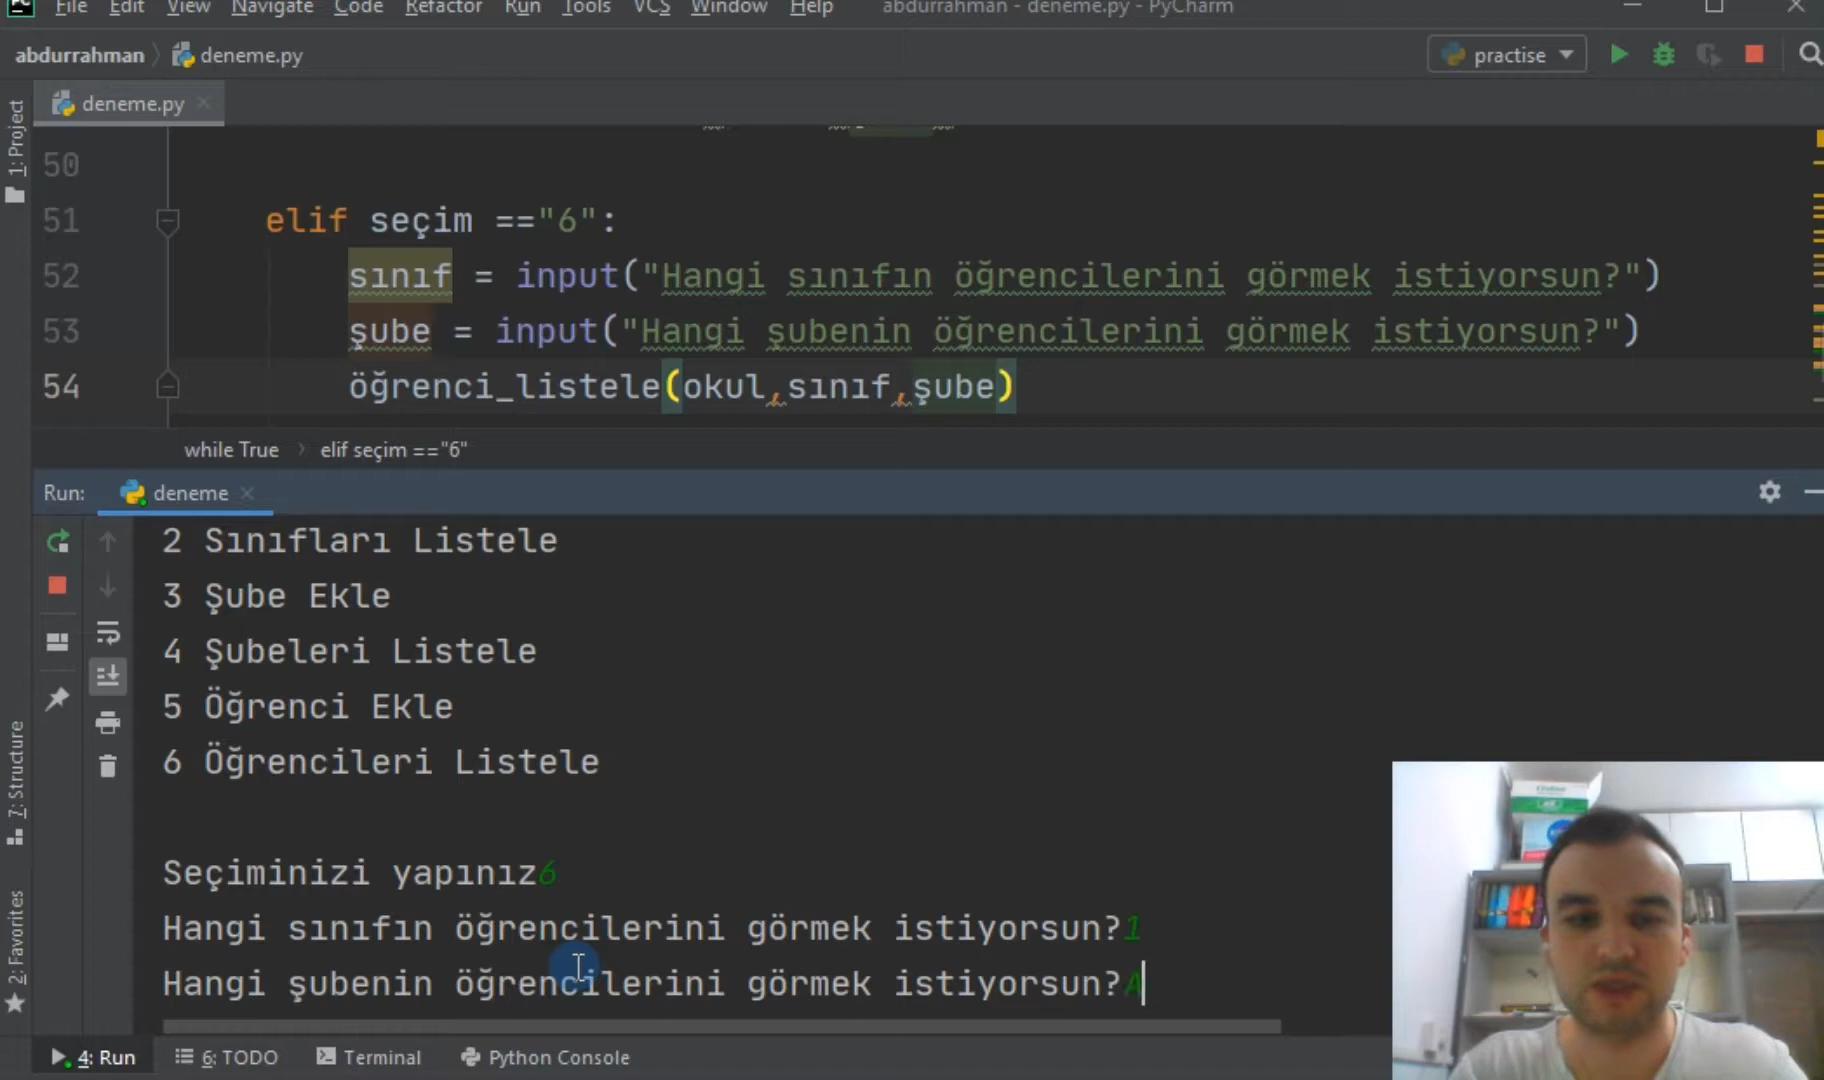 File Edit View Navigate Code Refactor Run Tools VCS Window Help abdurrahman - deneme.py - PyCharm
abdurrahman deneme.py practise
deneme.py
1: Project
50
51 elif seçim =="6":
52 sınıf = input("Hangi sınıfın öğrencilerini görmek istiyorsun?")
53 şube = input("Hangi şubenin öğrencilerini görmek istiyorsun?")
54 öğrenci_listele(okul,sınıf,şube)
while True elif seçim =="6"
Run: deneme
2 Sınıfları Listele
3 Şube Ekle
4 Şubeleri Listele
5 Öğrenci Ekle
6 Öğrencileri Listele
Seçiminizi yapınız6
Hangi sınıfın öğrencilerini görmek istiyorsun?1
Hangi şubenin öğrencilerini görmek istiyorsun?A
7: Structure
2: Favorites
4: Run 6: TODO Terminal Python Console